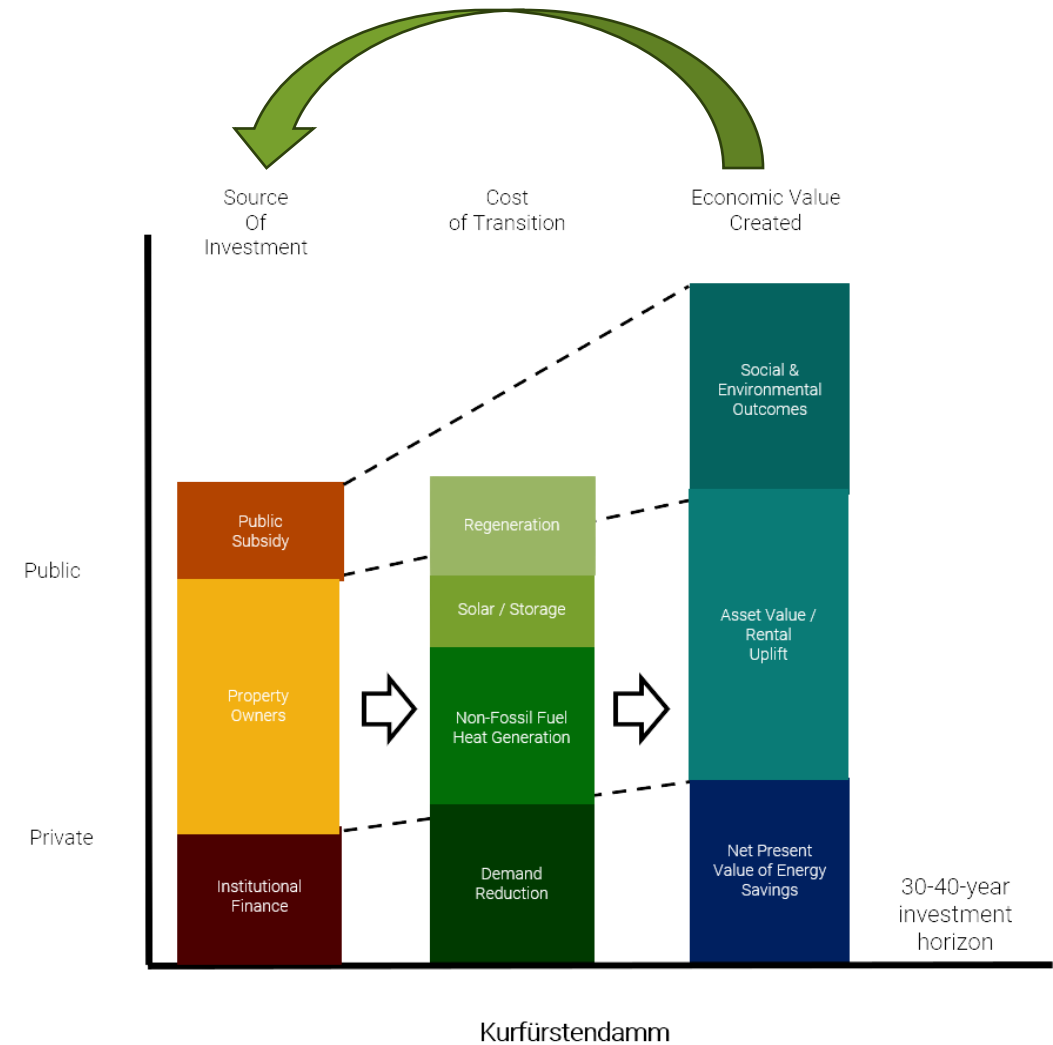 Source
Of
Investment
Cost
of Transition
Economic Value
Created
Public
Private
Public
Subsidy
Property
Owners
Institutional
Finance
Regeneration
Solar / Storage
Non-Fossil Fuel
Heat Generation
Demand
Reduction
Social &
Environmental
Outcomes
Asset Value /
Rental
Uplift
Net Present
Value of Energy
Savings
30-40-year
investment
horizon
Kurfürstendamm